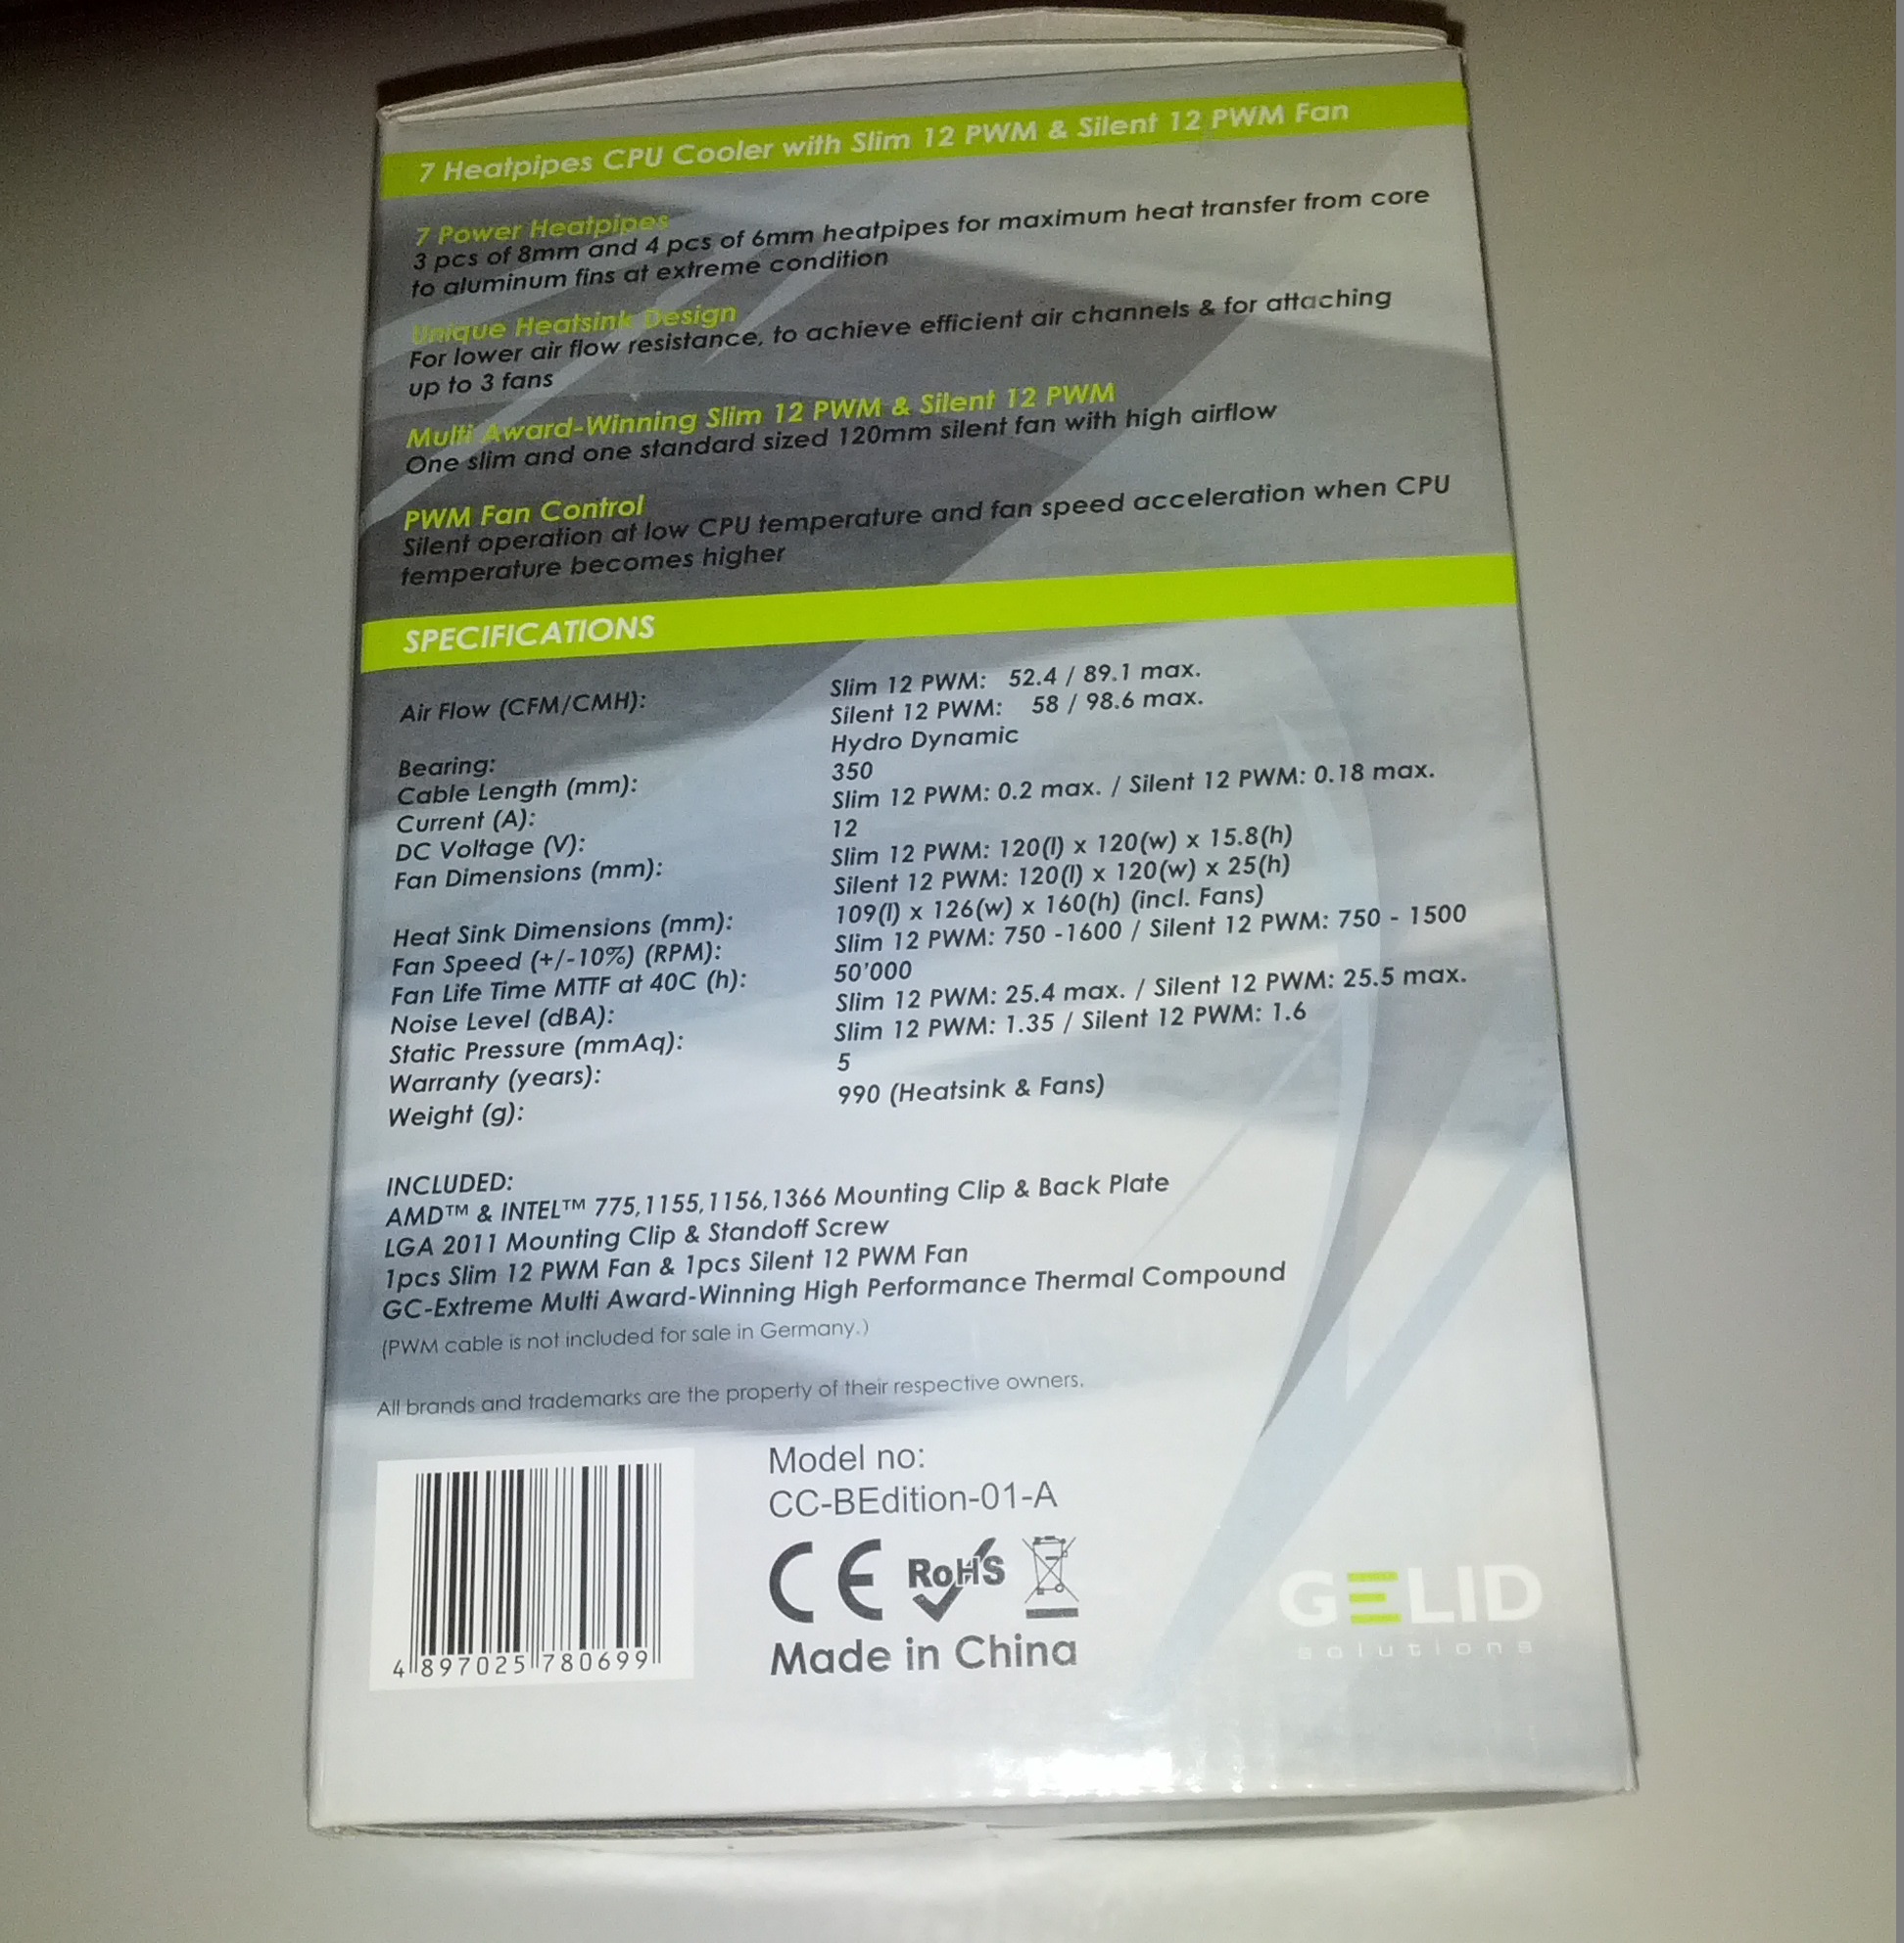 7 Heatpipes CPU Cooler with Slim 12 PWM & Silent 12 PWM Fan
7 Power Heatpipes
3 pcs of 8mm and 4 pcs of 6mm heatpipes for maximum heat transfer from core
to aluminum fins at extreme condition
Unique Heatsink Design
For lower air flow resistance, to achieve efficient air channels & for attaching
up to 3 fans
Multi Award-Winning Slim 12 PWM & Silent 12 PWM
One slim and one standard sized 120mm silent fan with high airflow
PWM Fan Control
Silent operation at low CPU temperature and fan speed acceleration when CPU
temperature becomes higher
SPECIFICATIONS
Air Flow (CFM/CMH): Slim 12 PWM: 52.4 / 89.1 max.
Silent 12 PWM: 58 / 98.6 max.
Bearing: Hydro Dynamic
Cable Length (mm): 350
Current (A): Slim 12 PWM: 0.2 max. / Silent 12 PWM: 0.18 max.
DC Voltage (V): 12
Fan Dimensions (mm): Slim 12 PWM: 120(l) x 120(w) x 15.8(h)
Silent 12 PWM: 120(l) x 120(w) x 25(h)
Heat Sink Dimensions (mm): 109(l) x 126(w) x 160(h) (incl. Fans)
Fan Speed (+/-10%) (RPM): Slim 12 PWM: 750 -1600 / Silent 12 PWM: 750 - 1500
Fan Life Time MTTF at 40C (h): 50'000
Noise Level (dBA): Slim 12 PWM: 25.4 max. / Silent 12 PWM: 25.5 max.
Static Pressure (mmAq): Slim 12 PWM: 1.35 / Silent 12 PWM: 1.6
Warranty (years): 5
Weight (g): 990 (Heatsink & Fans)
INCLUDED:
AMD™ & INTEL™ 775,1155,1156,1366 Mounting Clip & Back Plate
LGA 2011 Mounting Clip & Standoff Screw
1pcs Slim 12 PWM Fan & 1pcs Silent 12 PWM Fan
GC-Extreme Multi Award-Winning High Performance Thermal Compound
(PWM cable is not included for sale in Germany.)
All brands and trademarks are the property of their respective owners.
Model no:
CC-BEdition-01-A
CE RoHS
Made in China
4 897025 780699
GELID
solutions